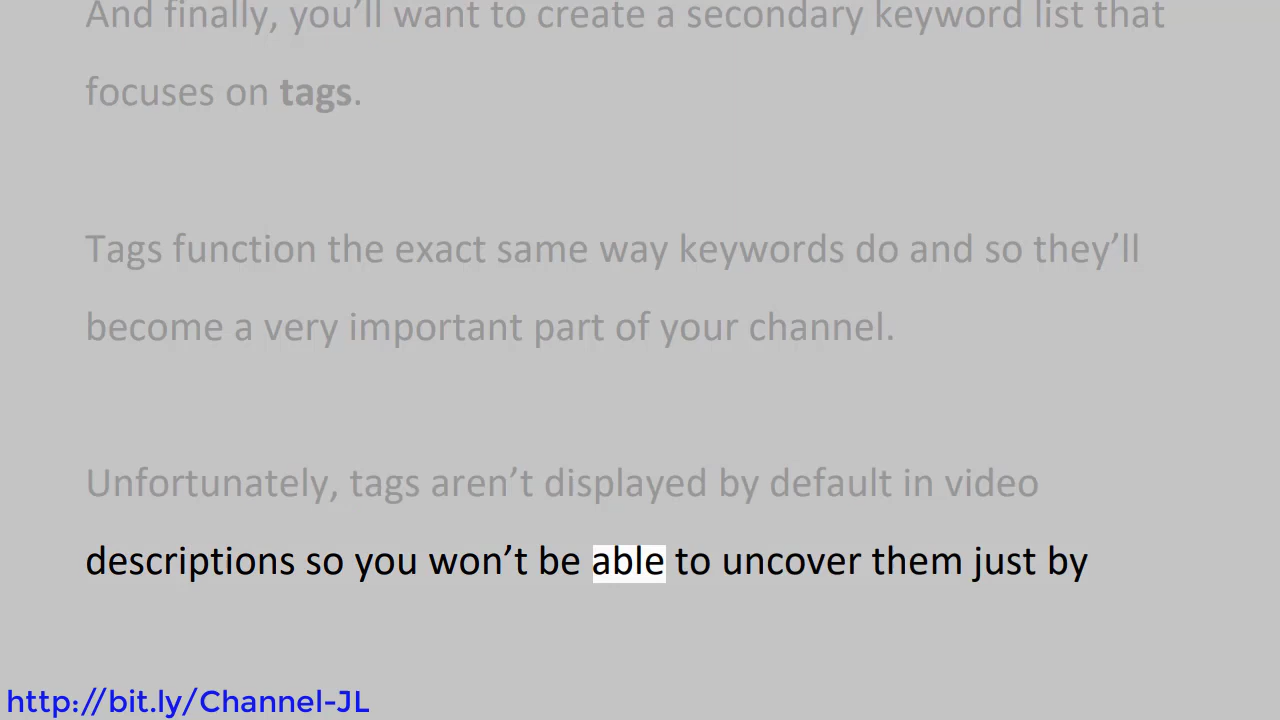 And finally, you’ll want to create a secondary keyword list that
focuses on tags.
Tags function the exact same way keywords do and so they’ll
become a very important part of your channel.
Unfortunately, tags aren’t displayed by default in video
descriptions so you won’t be able to uncover them just by
http://bit.ly/Channel-JL